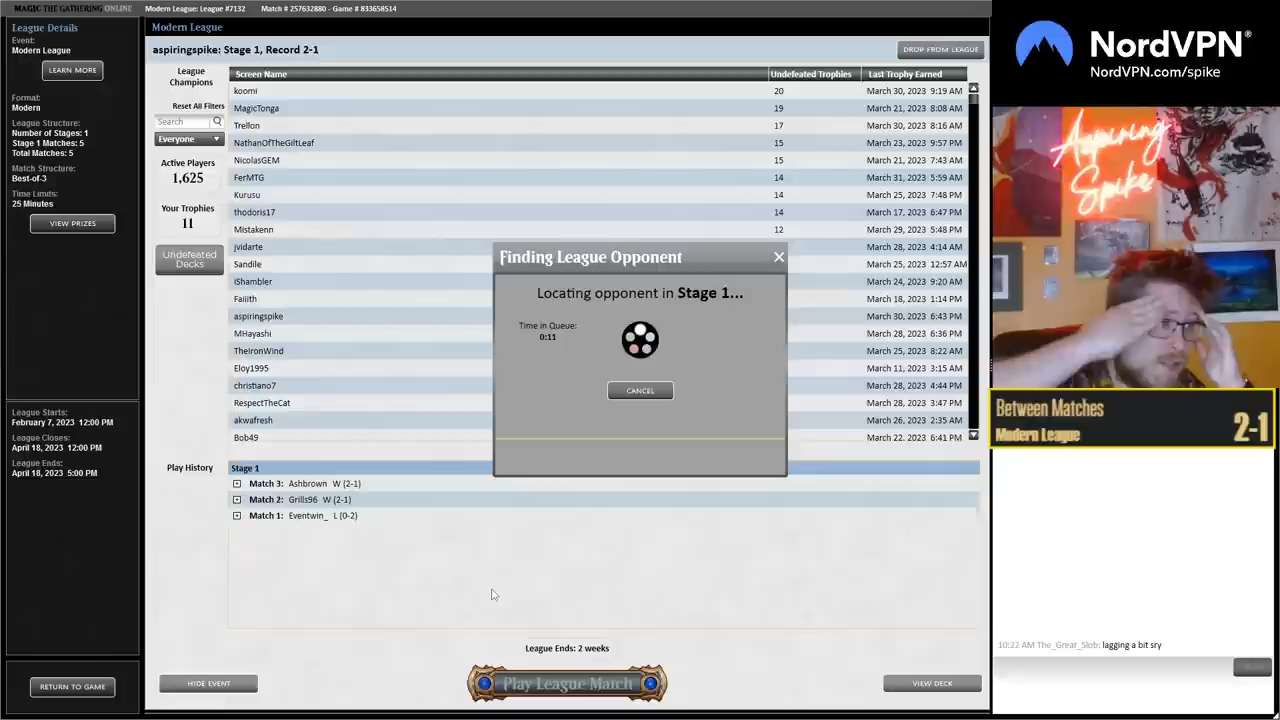 MAGIC THE GATHERING ONLINE
Modern League: League #7132
Match # 257632880 - Game # 833658514
League Details
Event:
Modern League
LEARN MORE
Format:
Modern
League Structure:
Number of Stages: 1
Stage 1 Matches: 5
Total Matches: 5
Match Structure:
Best-of-3
Time Limits:
25 Minutes
VIEW PRIZES
League Starts:
February 7, 2023 12:00 PM
League Closes:
April 18, 2023 12:00 PM
League Ends:
April 18, 2023 5:00 PM
RETURN TO GAME
Modern League
aspiringspike: Stage 1, Record 2-1
DROP FROM LEAGUE
League
Champions
Reset All Filters
Search
Everyone
Active Players
1,625
Your Trophies
11
Undefeated
Decks
Screen Name Undefeated Trophies Last Trophy Earned
koomi 20 March 30, 2023 9:19 AM
MagicTonga 19 March 21, 2023 8:08 AM
Trellon 17 March 30, 2023 8:16 AM
NathanOfTheGiltLeaf 15 March 23, 2023 9:57 PM
NicolasGEM 15 March 21, 2023 7:43 AM
FerMTG 14 March 31, 2023 5:59 AM
Kurusu 14 March 25, 2023 7:48 PM
thodoris17 14 March 17, 2023 6:47 PM
Mistakenn 12 March 29, 2023 5:48 PM
jvidarte March 28, 2023 4:14 AM
Sandile March 25, 2023 12:57 AM
iShambler March 24, 2023 9:20 AM
Faiiith March 18, 2023 1:14 PM
aspiringspike March 30, 2023 6:43 PM
MHayashi March 28, 2023 6:36 PM
TheIronWind March 25, 2023 8:22 AM
Eloy1995 March 11, 2023 3:15 AM
christiano7 March 28, 2023 4:44 PM
RespectTheCat March 28, 2023 3:47 PM
akwafresh March 26, 2023 2:35 AM
Bob49 March 22, 2023 6:41 PM
Finding League Opponent
Locating opponent in Stage 1...
Time in Queue:
0:11
CANCEL
Play History
Stage 1
Match 3: Ashbrown W (2-1)
Match 2: Grills96 W (2-1)
Match 1: Eventwin_ L (0-2)
League Ends: 2 weeks
HIDE EVENT
Play League Match
VIEW DECK
NordVPN®
NordVPN.com/spike
Aspiring
Spike
Between Matches
Modern League
2-1
10:22 AM The_Great_Slob: lagging a bit sry